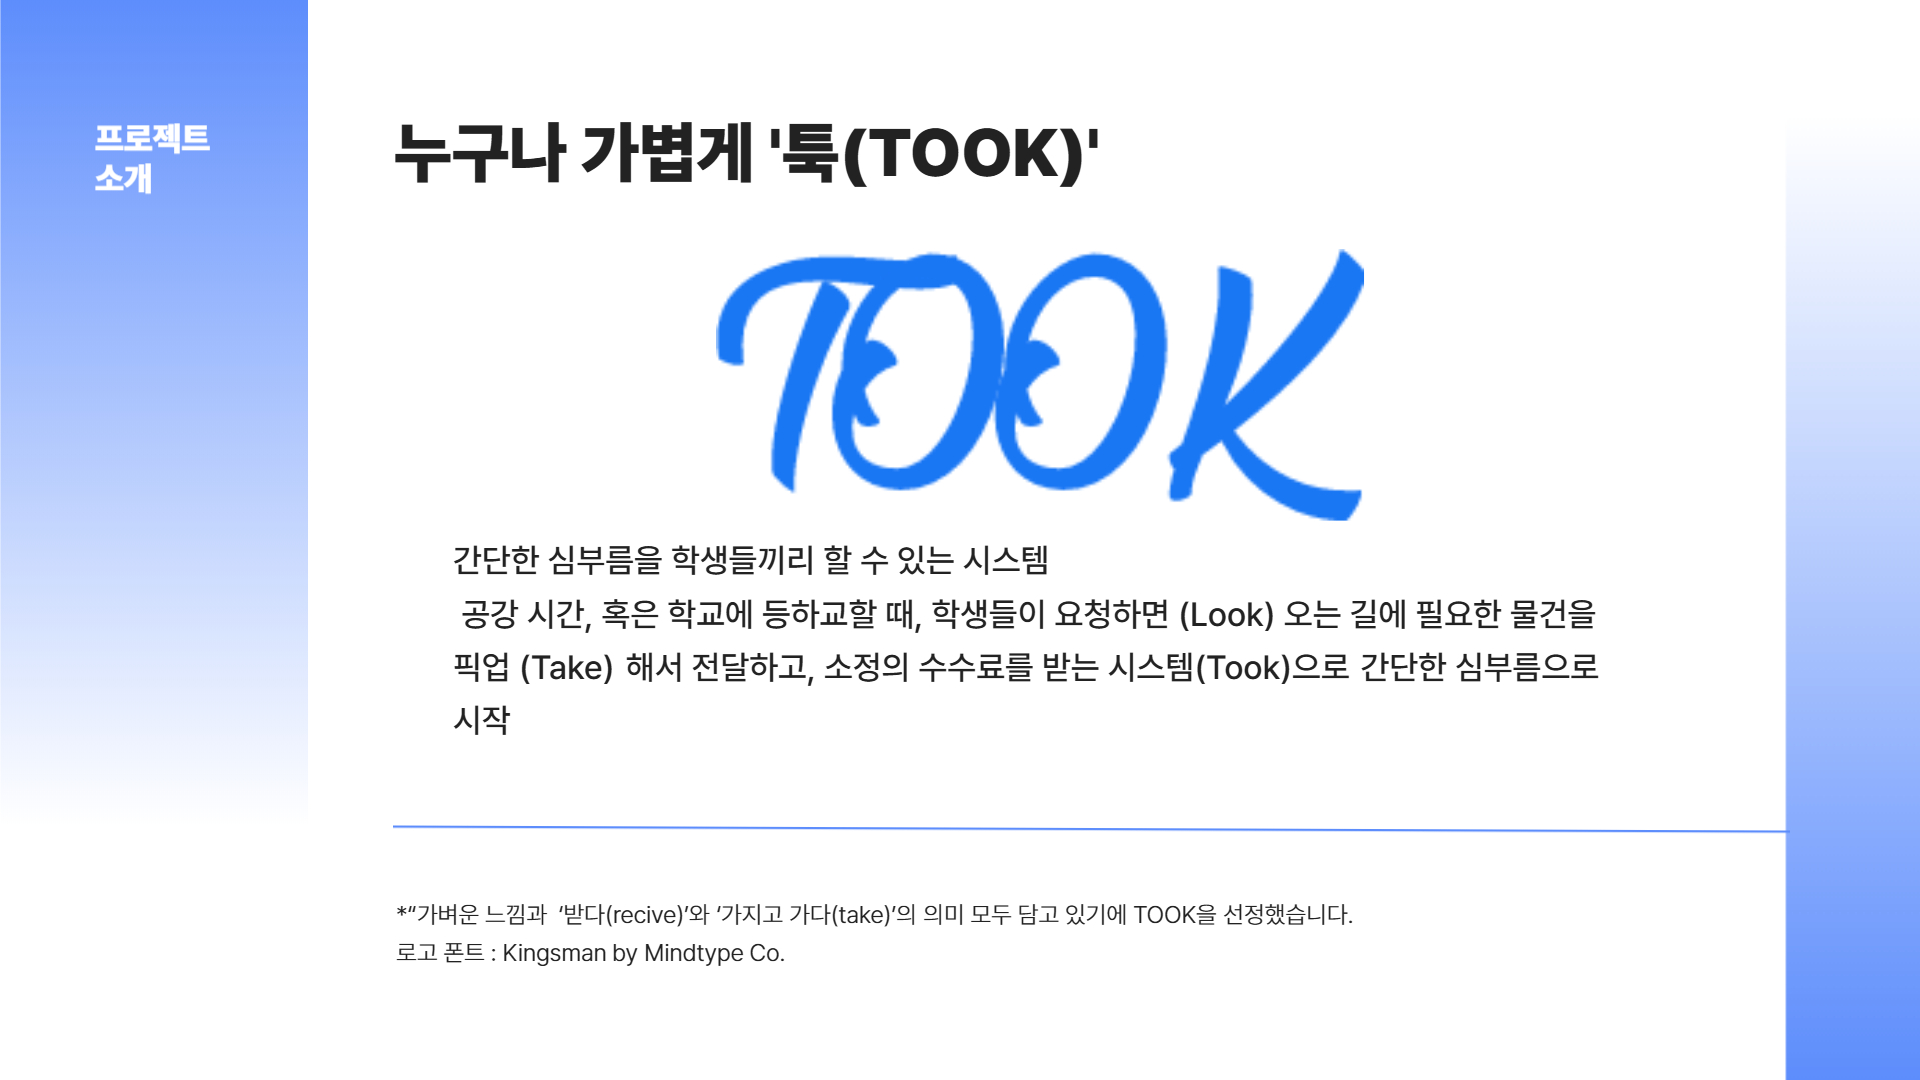 프로젝트
소개
누구나 가볍게 '툭(TOOK)'
TOOK
간단한 심부름을 학생들끼리 할 수 있는 시스템
공강 시간, 혹은 학교에 등하교할 때, 학생들이 요청하면 (Look) 오는 길에 필요한 물건을
픽업 (Take) 해서 전달하고, 소정의 수수료를 받는 시스템(Took)으로 간단한 심부름으로
시작
*“가벼운 느낌과 ‘받다(recive)’와 ‘가지고 가다(take)’의 의미 모두 담고 있기에 TOOK을 선정했습니다.
로고 폰트 : Kingsman by Mindtype Co.